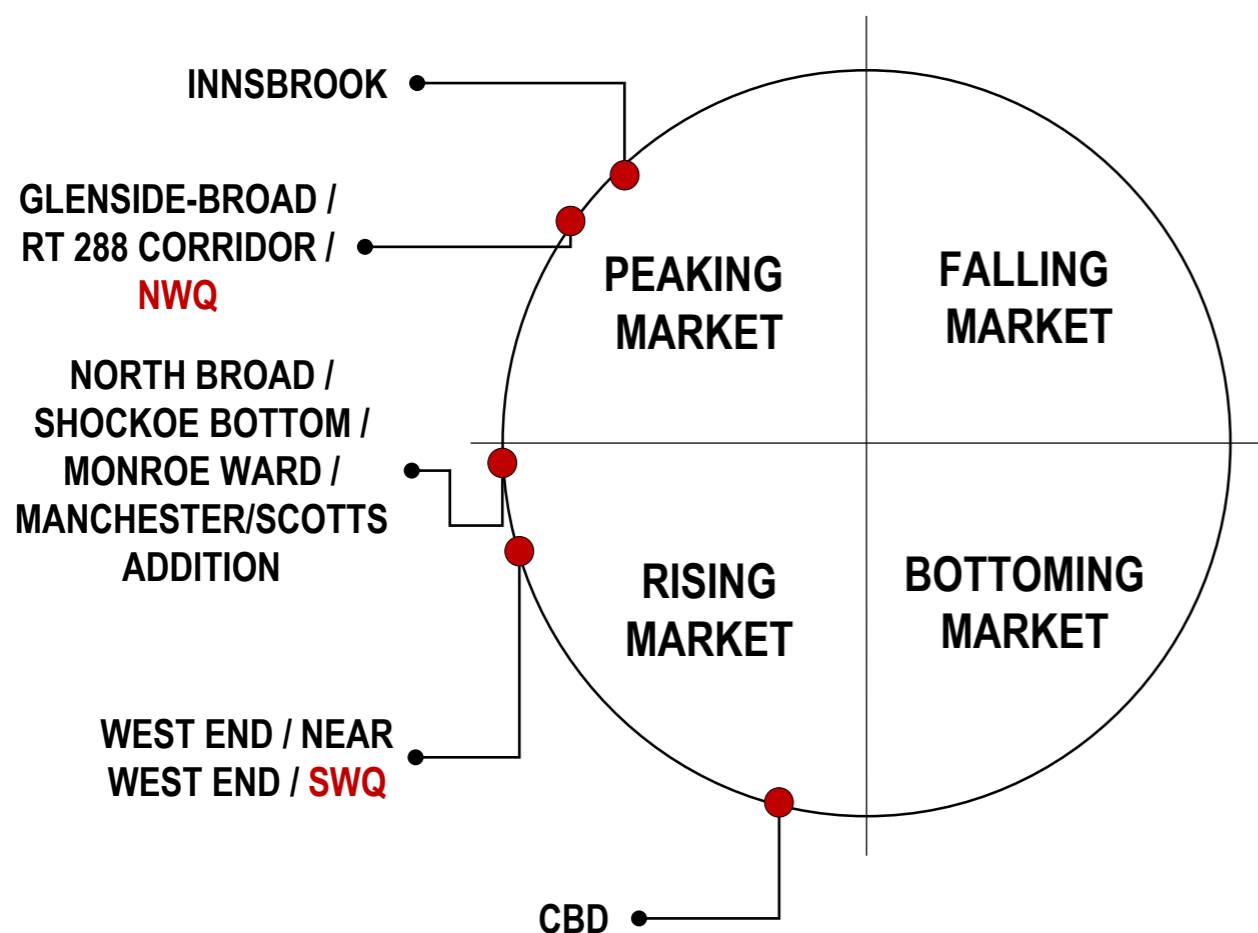 INNSBROOK
GLENSIDE-BROAD /
RT 288 CORRIDOR /
NWQ
PEAKING
MARKET
FALLING
MARKET
NORTH BROAD /
SHOCKOE BOTTOM /
MONROE WARD /
MANCHESTER/SCOTTS
ADDITION
RISING
MARKET
BOTTOMING
MARKET
WEST END / NEAR
WEST END / SWQ
CBD